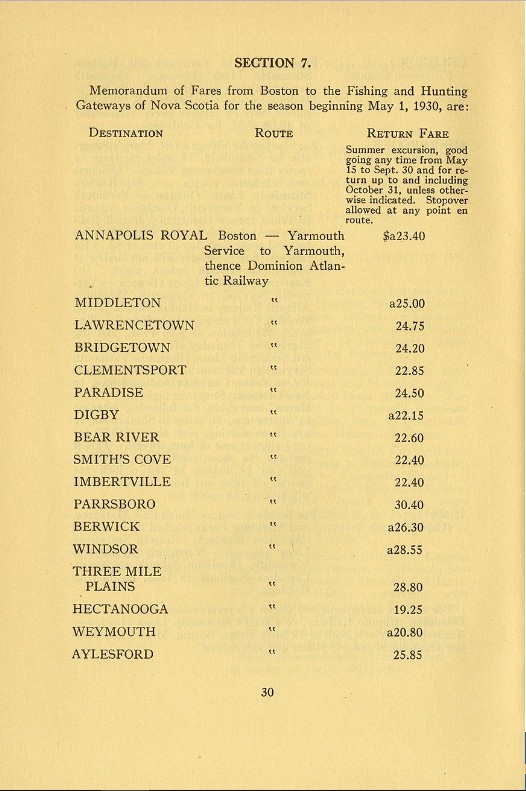 SECTION 7.
Memorandum of Fares from Boston to the Fishing and Hunting
Gateways of Nova Scotia for the season beginning May 1, 1930, are:
DESTINATION ROUTE RETURN FARE
Summer excursion, good
going any time from May
15 to Sept. 30 and for re-
turn up to and including
October 31, unless other-
wise indicated. Stopover
allowed at any point en
route.
ANNAPOLIS ROYAL Boston — Yarmouth $a23.40
Service to Yarmouth,
thence Dominion Atlan-
tic Railway
MIDDLETON " a25.00
LAWRENCETOWN " 24.75
BRIDGETOWN " 24.20
CLEMENTSPORT " 22.85
PARADISE " 24.50
DIGBY " a22.15
BEAR RIVER " 22.60
SMITH'S COVE " 22.40
IMBERTVILLE " 22.40
PARRSBORO " 30.40
BERWICK " a26.30
WINDSOR " a28.55
THREE MILE
PLAINS " 28.80
HECTANOOGA " 19.25
WEYMOUTH " a20.80
AYLESFORD " 25.85
30